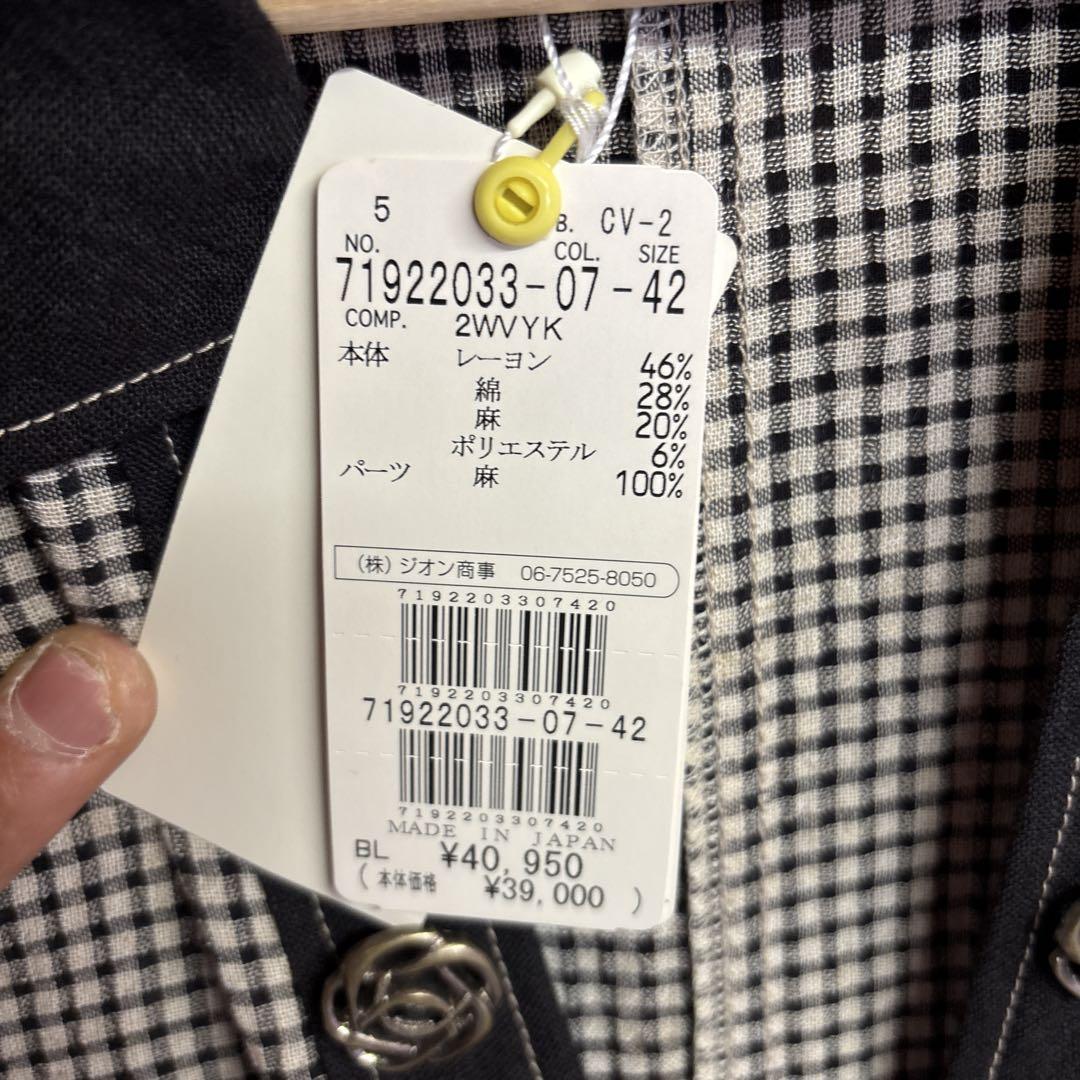 5 B. CV-2
NO. COL. SIZE
71922033-07-42
COMP. 2WVYK
本体 レーヨン 46%
綿 28%
麻 20%
ポリエステル 6%
パーツ 麻 100%
(株)ジオン商事 06-7525-8050
7192203307420
7192203307420
71922033-07-42
7192203307420
MADE IN JAPAN
BL ¥40,950
(本体価格 ¥39,000)